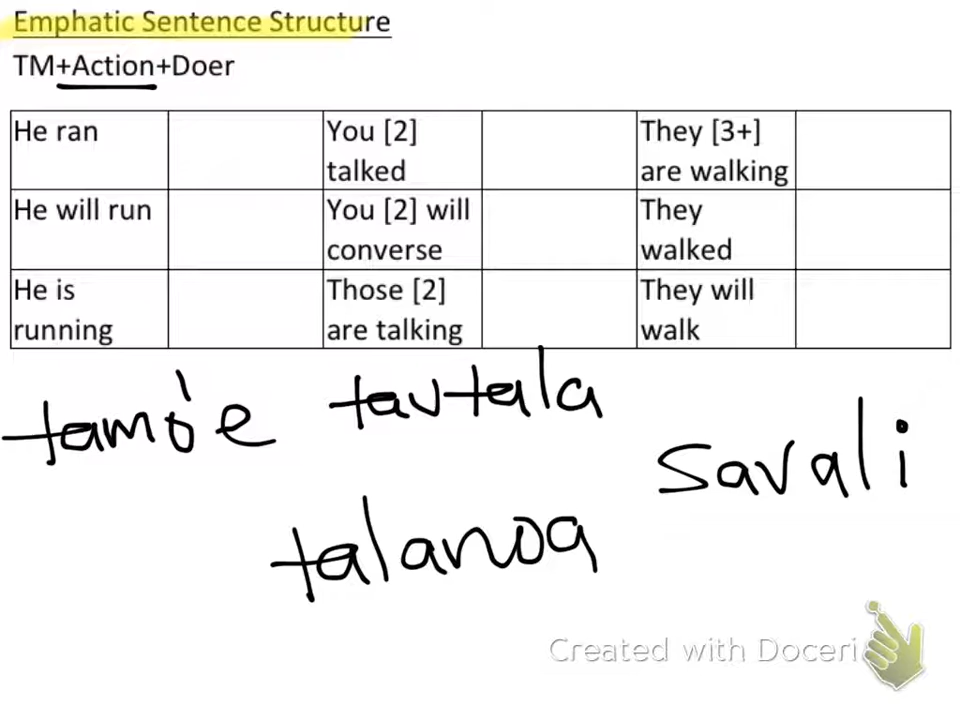 Emphatic Sentence Structure
TM+Action+Doer
He ran
You [2]
talked
They [3+]
are walking
He will run
You [2] will
converse
They
walked
He is
running
Those [2]
are talking
They will
walk
tamo'e
tautala
savali
talanoa
Created with Doceri